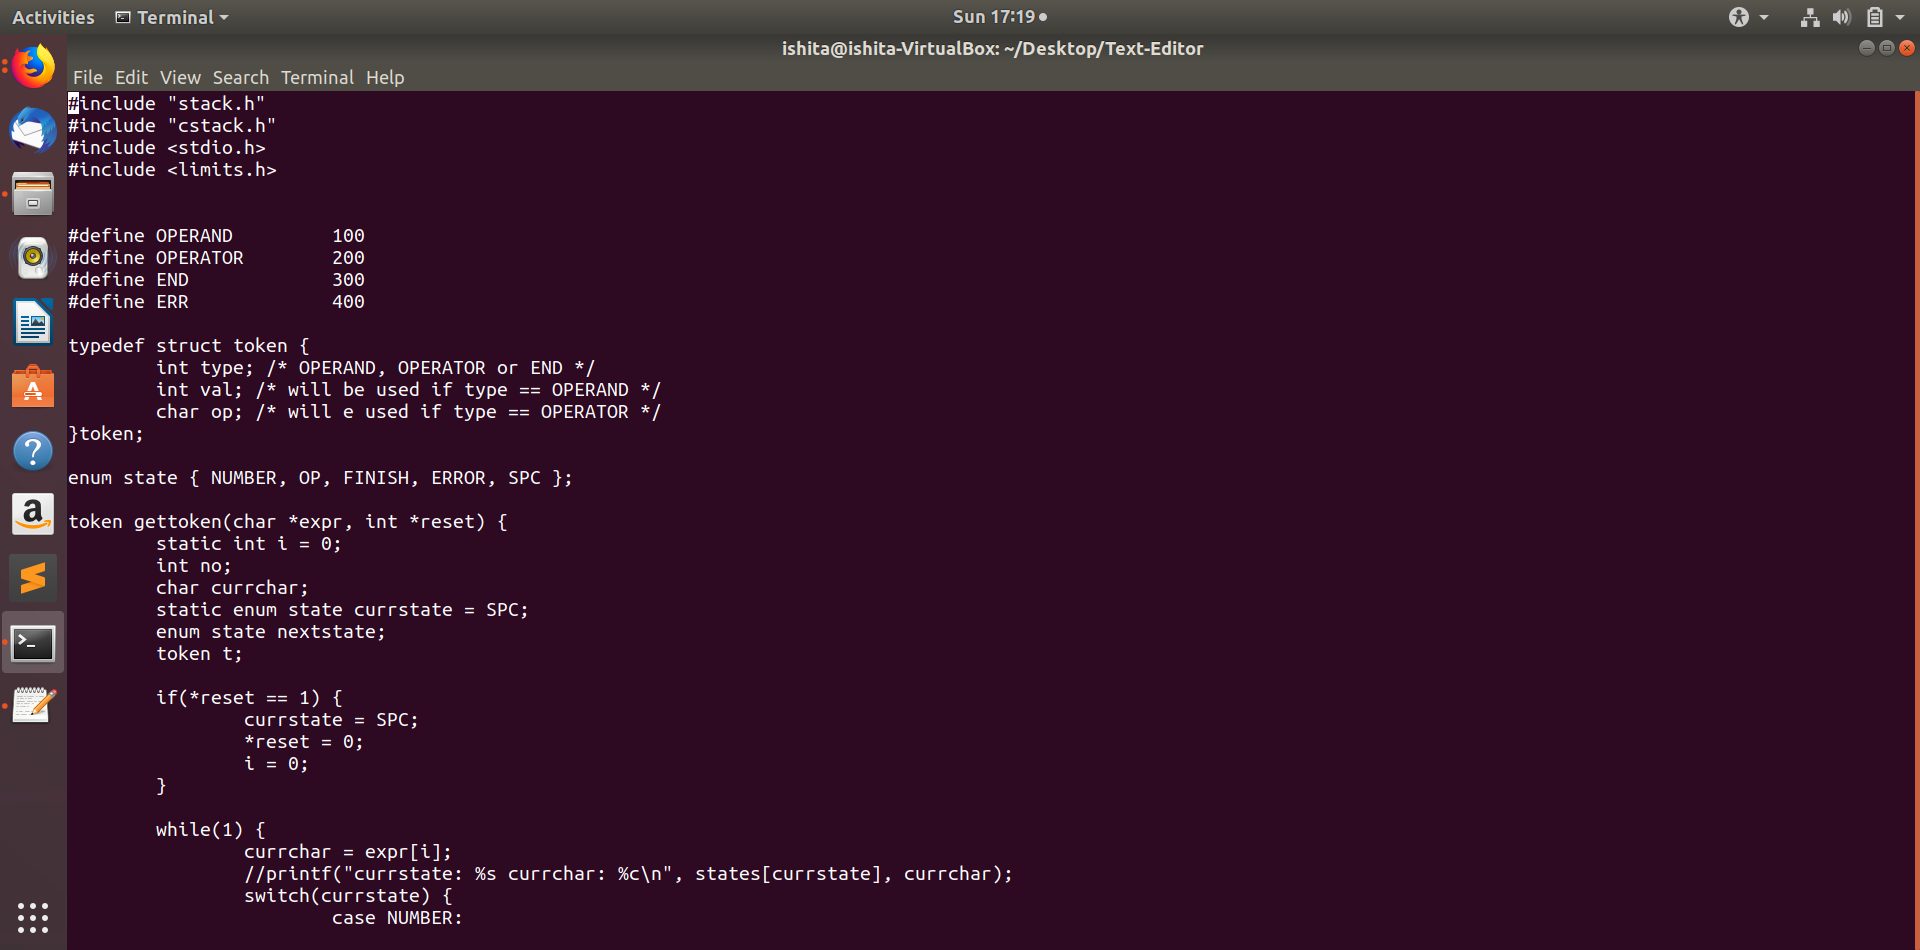 Activities Terminal Sun 17:19
ishita@ishita-VirtualBox: ~/Desktop/Text-Editor
File Edit View Search Terminal Help
#include "stack.h"
#include "cstack.h"
#include <stdio.h>
#include <limits.h>
#define OPERAND 100
#define OPERATOR 200
#define END 300
#define ERR 400
typedef struct token {
int type; /* OPERAND, OPERATOR or END */
int val; /* will be used if type == OPERAND */
char op; /* will e used if type == OPERATOR */
}token;
enum state { NUMBER, OP, FINISH, ERROR, SPC };
token gettoken(char *expr, int *reset) {
static int i = 0;
int no;
char currchar;
static enum state currstate = SPC;
enum state nextstate;
token t;
if(*reset == 1) {
currstate = SPC;
*reset = 0;
i = 0;
}
while(1) {
currchar = expr[i];
//printf("currstate: %s currchar: %c\n", states[currstate], currchar);
switch(currstate) {
case NUMBER: